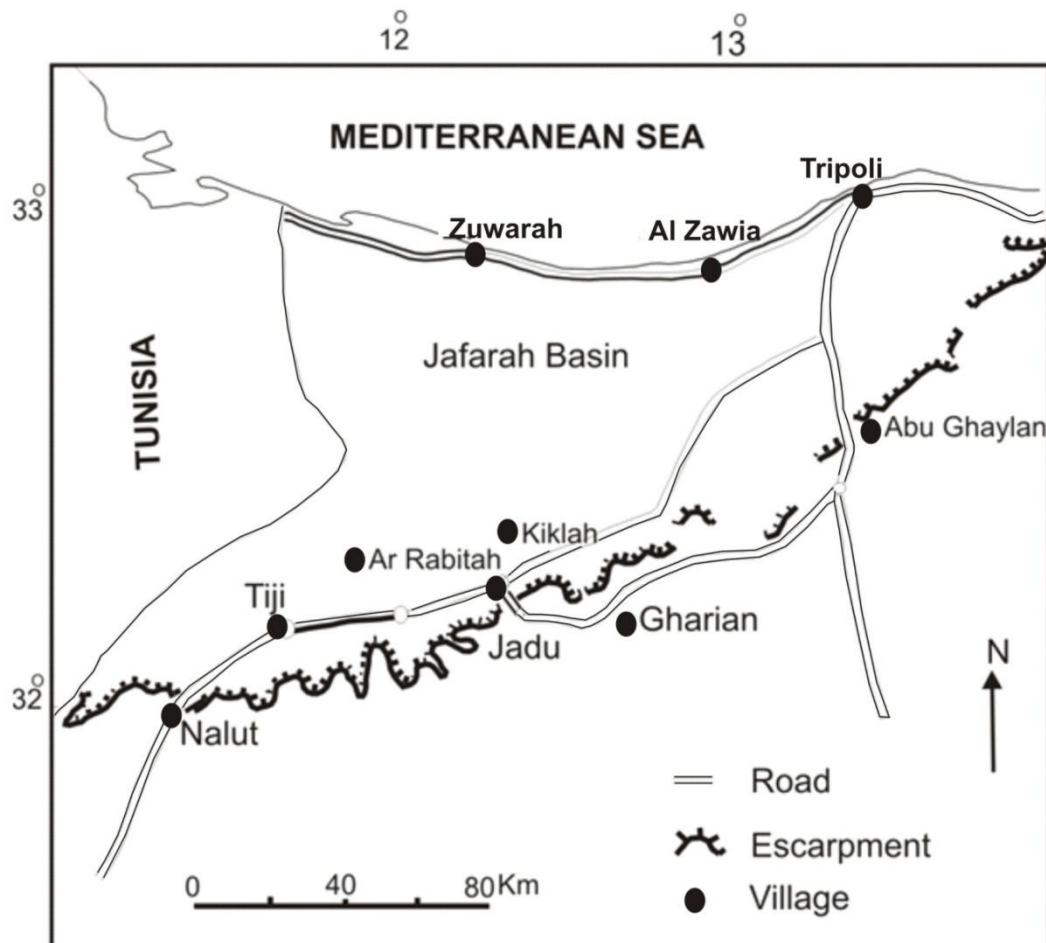 12° 13°
MEDITERRANEAN SEA
Tripoli
33°
Zuwarah
Al Zawia
TUNISIA
Jafarah Basin
Abu Ghaylan
Kiklah
Ar Rabitah
Tiji
Gharian
Jadu
N
32°
Nalut
Road
Escarpment
0 40 80Km
Village